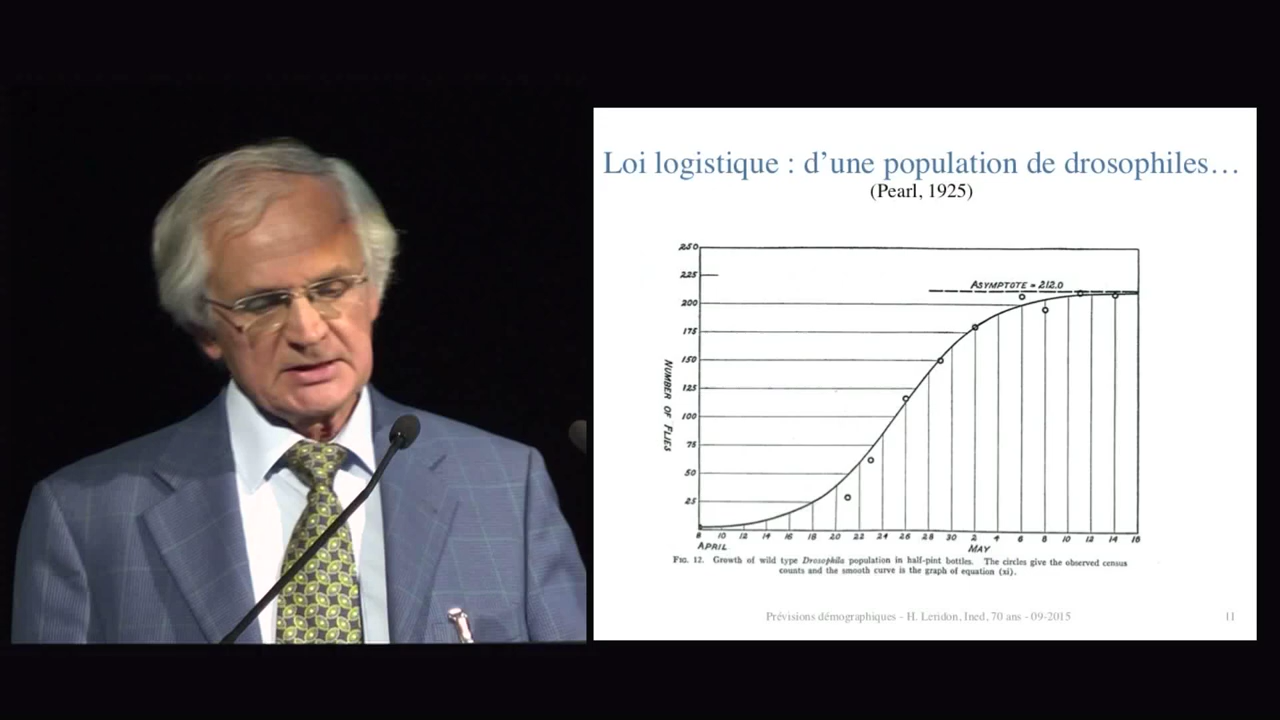 Loi logistique : d’une population de drosophiles…
(Pearl, 1925)
250
225
ASYMPTOTE = 212.0
200
175
150
125
100
75
50
25
NUMBER OF FLIES
8 10 12 14 16 18 20 22 24 26 28 30 2 4 6 8 10 12 14 16
APRIL MAY
FIG. 12. Growth of wild type Drosophila population in half-pint bottles. The circles give the observed census
counts and the smooth curve is the graph of equation (xi).
Prévisions démographiques - H. Leridon, Ined, 70 ans - 09-2015 11